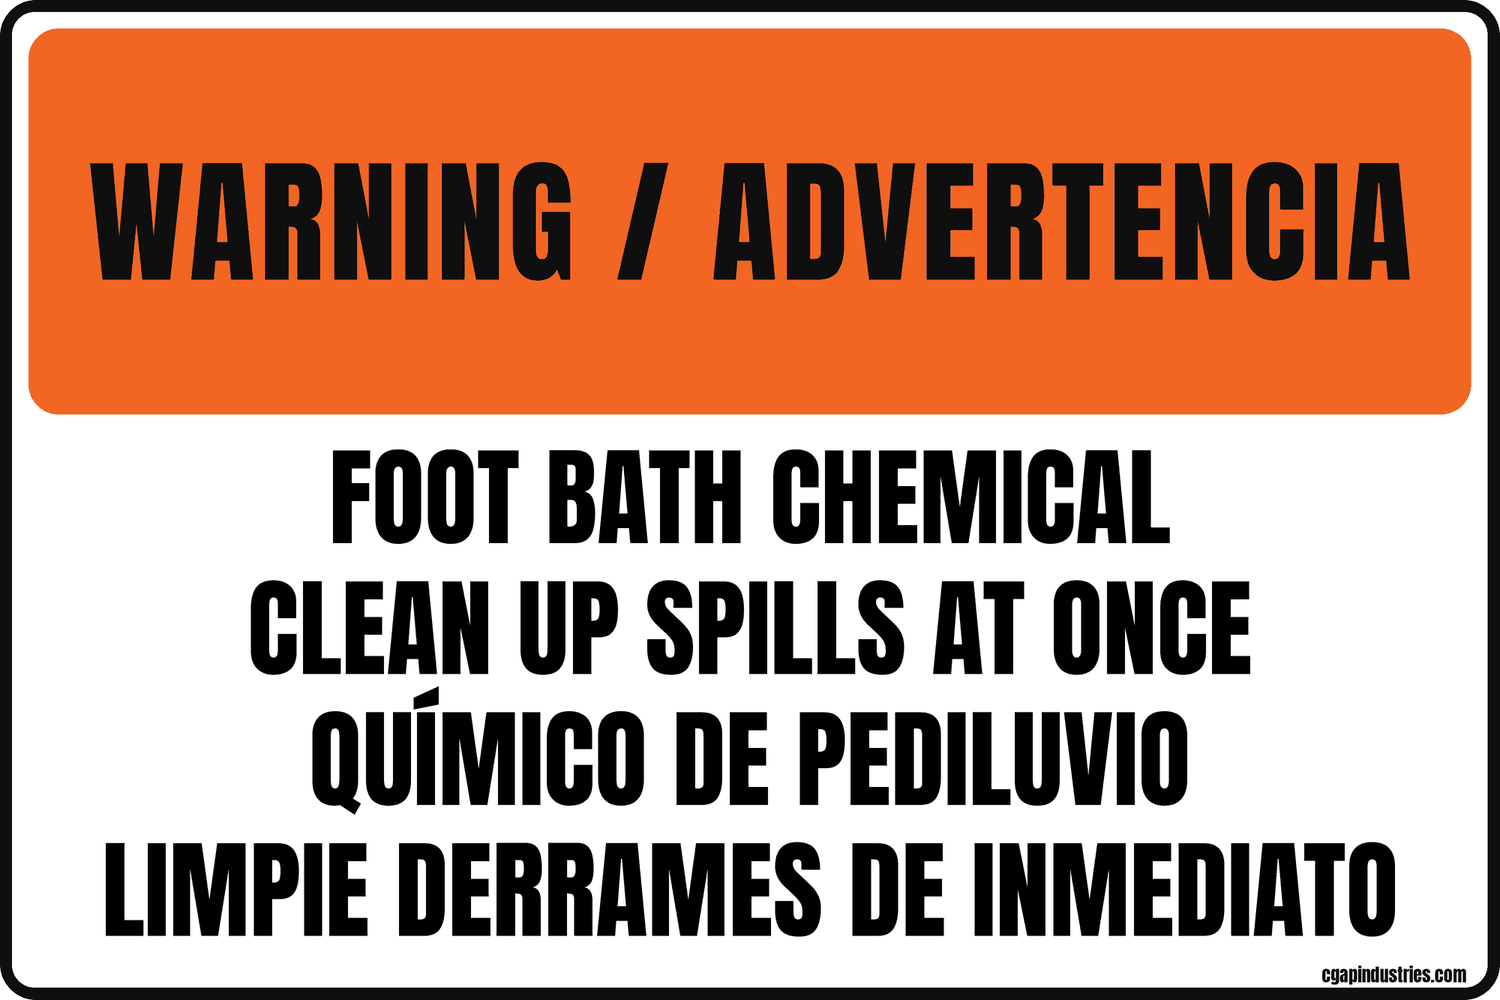 WARNING / ADVERTENCIA
FOOT BATH CHEMICAL
CLEAN UP SPILLS AT ONCE
QUÍMICO DE PEDILUVIO
LIMPIE DERRAMES DE INMEDIATO
cgapindustries.com